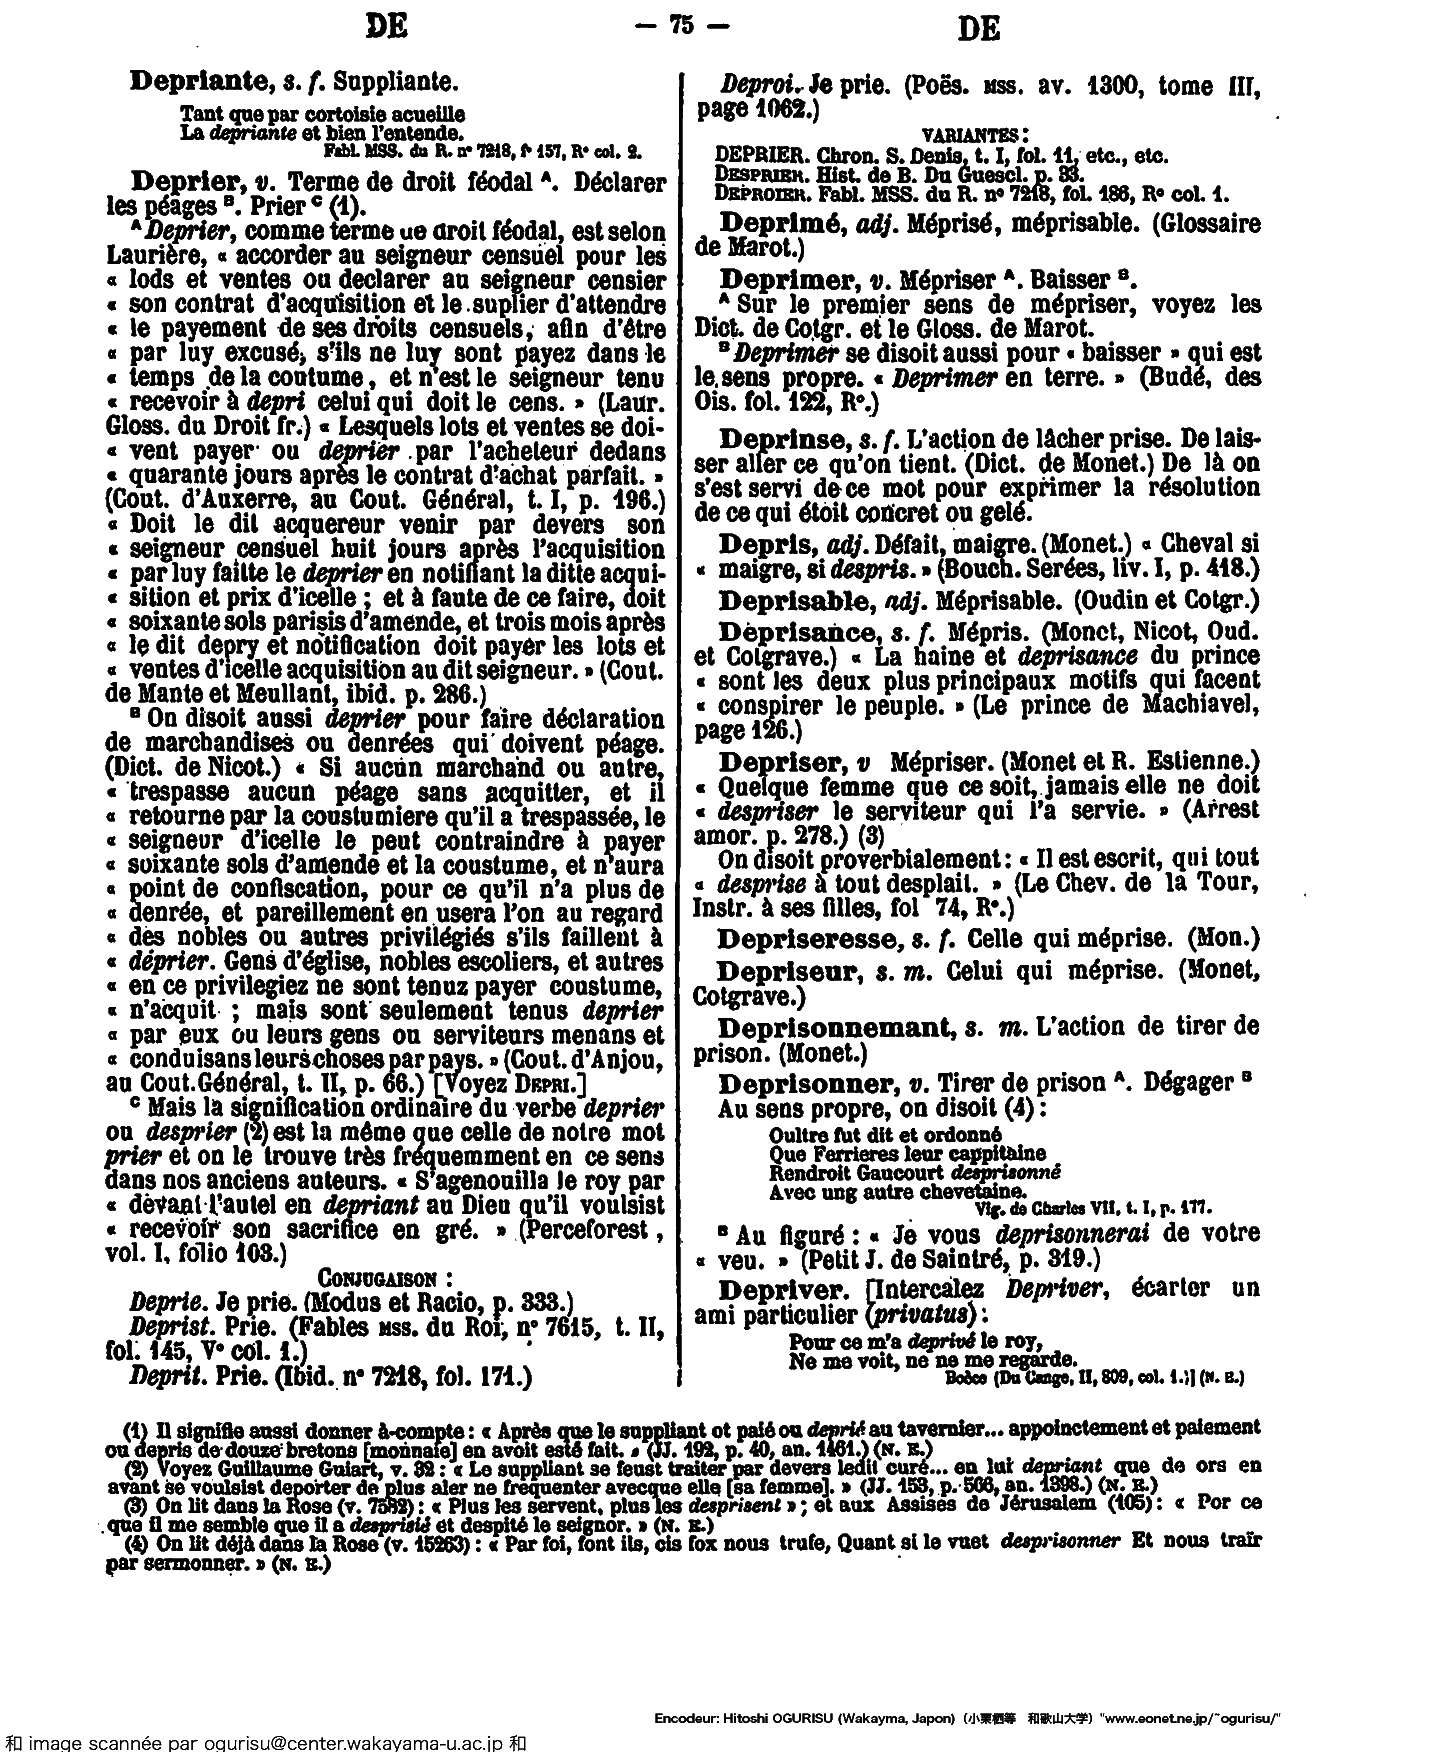 DE
— 75 —
DE
Depriante, s. f. Suppliante.
Tant que par cortoisie acueille
La depriante et bien l'entende.
Fabl. MSS. du R. n° 7218, f° 157, R° col. 2.
Deprier, v. Terme de droit féodal A. Déclarer
les péages B. Prier C (1).
A Deprier, comme terme de droit féodal, est selon
Laurière, « accorder au seigneur censuel pour les
« lods et ventes ou declarer au seigneur censier
« son contrat d'acquisition et le suplier d'attendre
« le payement de ses droits censuels, afin d'être
« par luy excusé, s'ils ne luy sont payez dans le
« temps de la coutume, et n'est le seigneur tenu
« recevoir à depri celui qui doit le cens. » (Laur.
Gloss. du Droit fr.) « Lesquels lots et ventes se doi-
« vent payer ou deprier par l'acheteur dedans
« quarante jours après le contrat d'achat parfait. »
(Cout. d'Auxerre, au Cout. Général, t. I, p. 196.)
« Doit le dit acquereur venir par devers son
« seigneur censuel huit jours après l'acquisition
« par luy faitte le deprier en notifiant la ditte acqui-
« sition et prix d'icelle ; et à faute de ce faire, doit
« soixante sols parisis d'amende, et trois mois après
« le dit depry et notification doit payer les lots et
« ventes d'icelle acquisition au dit seigneur. » (Cout.
de Mante et Meullant, ibid. p. 286.)
B On disoit aussi deprier pour faire déclaration
de marchandises ou denrées qui doivent péage.
(Dict. de Nicot.) « Si aucun marchand ou autre,
« trespasse aucun péage sans acquitter, et il
« retourne par la coustumiere qu'il a trespassée, le
« seigneur d'icelle le peut contraindre à payer
« soixante sols d'amende et la coustume, et n'aura
« point de confiscation, pour ce qu'il n'a plus de
« denrée, et pareillement en usera l'on au regard
« des nobles ou autres privilégiés s'ils faillent à
« déprier. Gens d'église, nobles escoliers, et autres
« en ce privilegiez ne sont tenuz payer coustume,
« n'acquit ; mais sont seulement tenus deprier
« par eux ou leurs gens ou serviteurs menans et
« conduisans leurs choses par pays. » (Cout. d'Anjou,
au Cout. Général, t. II, p. 66.) [Voyez DEPRI.]
C Mais la signification ordinaire du verbe deprier
ou desprier (2) est la même que celle de notre mot
prier et on le trouve très fréquemment en ce sens
dans nos anciens auteurs. « S'agenouilla le roy par
« devant l'autel en depriant au Dieu qu'il voulsist
« recevoir son sacrifice en gré. » (Perceforest,
vol. I, folio 103.)
CONJUGAISON :
Deprie. Je prie. (Modus et Racio, p. 333.)
Deprist. Prie. (Fables MSS. du Roi, n° 7615, t. II,
fol. 145, V° col. 1.)
Deprit. Prie. (Ibid. n° 7218, fol. 171.)
Deproi. Je prie. (Poës. MSS. av. 1300, tome III,
page 1062.)
VARIANTES :
DEPRIER. Chron. S. Denis, t. I, fol. 11, etc., etc.
DESPRIER. Hist. de B. Du Guescl. p. 33.
DEPROIER. Fabl. MSS. du R. n° 7218, fol. 186, R° col. 1.
Deprimé, adj. Méprisé, méprisable. (Glossaire
de Marot.)
Deprimer, v. Mépriser A. Baisser B.
A Sur le premier sens de mépriser, voyez les
Dict. de Cotgr. et le Gloss. de Marot.
B Deprimer se disoit aussi pour « baisser » qui est
le sens propre. « Deprimer en terre. » (Budé, des
Ois. fol. 122, R°.)
Deprinse, s. f. L'action de lâcher prise. De lais-
ser aller ce qu'on tient. (Dict. de Monet.) De là on
s'est servi de ce mot pour exprimer la résolution
de ce qui étoit concret ou gelé.
Depris, adj. Défait, maigre. (Monet.) « Cheval si
« maigre, si despris. » (Bouch. Serées, liv. I, p. 418.)
Deprisable, adj. Méprisable. (Oudin et Cotgr.)
Deprisance, s. f. Mépris. (Monet, Nicot, Oud.
et Cotgrave.) « La haine et deprisance du prince
« sont les deux plus principaux motifs qui facent
« conspirer le peuple. » (Le prince de Machiavel,
page 126.)
Depriser, v Mépriser. (Monet et R. Estienne.)
« Quelque femme que ce soit, jamais elle ne doit
« despriser le serviteur qui l'a servie. » (Arrest
amor. p. 278.) (3)
On disoit proverbialement : « Il est escrit, qui tout
« desprise à tout desplait. » (Le Chev. de la Tour,
Instr. à ses filles, fol 74, R°.)
Depriseresse, s. f. Celle qui méprise. (Mon.)
Depriseur, s. m. Celui qui méprise. (Monet,
Cotgrave.)
Deprisonnemant, s. m. L'action de tirer de
prison. (Monet.)
Deprisonner, v. Tirer de prison A. Dégager B
Au sens propre, on disoit (4) :
Oultre fut dit et ordonné
Que Ferrieres leur cappitaine
Rendroit Gaucourt desprisonné
Avec ung autre chevetaine.
Vig. de Charles VII, t. I, p. 177.
B Au figuré : « Je vous deprisonnerai de votre
« veu. » (Petit J. de Saintré, p. 319.)
Depriver. [Intercalez Depriver, écarter un
ami particulier (privatus) :
Pour ce m'a deprivé le roy,
Ne me voit, ne ne me regarde.
Boèce (Du Cange, II, 809, col. 1.)] (N. E.)
(1) Il signifie aussi donner à-compte : « Après que le suppliant ot paié ou deprié au tavernier... appoinctement et paiement
ou depris de douze bretons [monnaie] en avoit esté fait. » (JJ. 192, p. 40, an. 1461.) (N. E.)
(2) Voyez Guillaume Guiart, v. 32 : « Le suppliant se feust traiter par devers ledit curé... en lui depriant que de ors en
avant se voulsist deporter de plus aler ne frequenter avecque elle [sa femme]. » (JJ. 153, p. 506, an. 1398.) (N. E.)
(3) On lit dans la Rose (v. 7582) : « Plus les servent, plus les desprisent » ; et aux Assises de Jérusalem (105) : « Por ce
que il me semble que il a desprisié et despité le seignor. » (N. E.)
(4) On lit déjà dans la Rose (v. 15263) : « Par foi, font ils, cis fox nous trufe, Quant si le vuet desprisonner Et nous traïr
par sermonner. » (N. E.)
Encodeur: Hitoshi OGURISU (Wakayma, Japon) (小栗栖等 和歌山大学) "www.eonet.ne.jp/~ogurisu/"
和 image scannée par ogurisu@center.wakayama-u.ac.jp 和